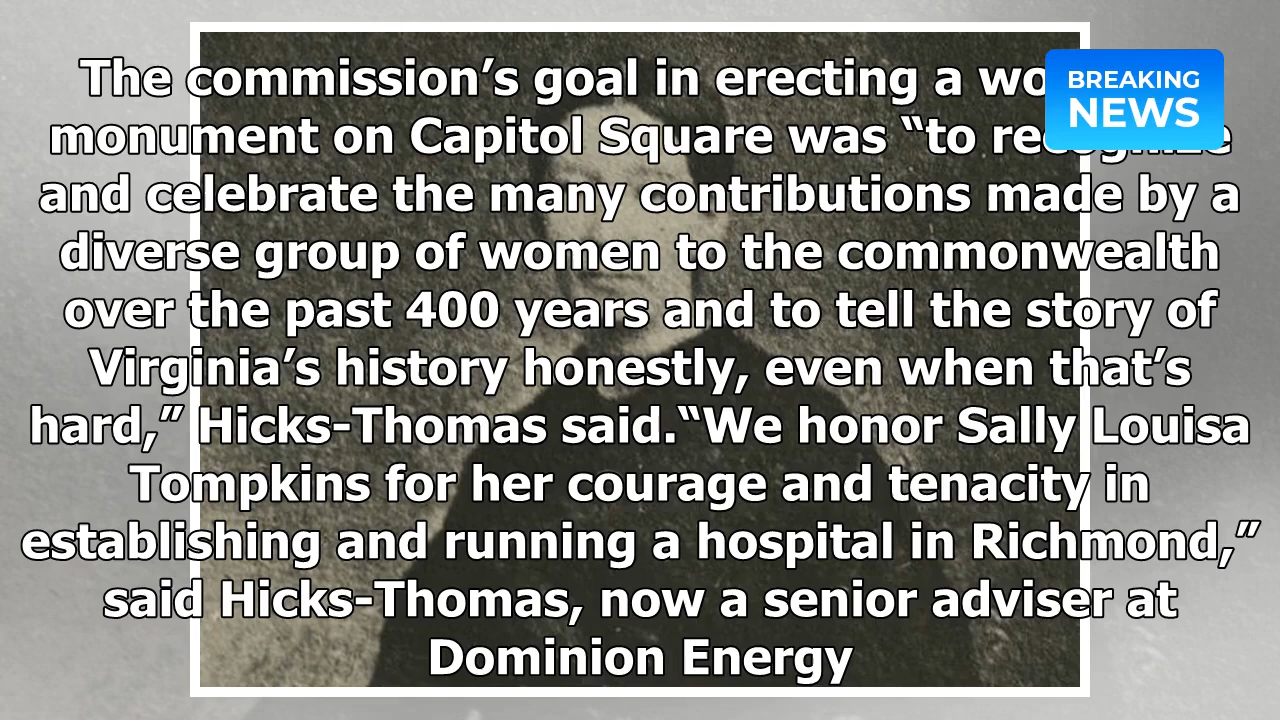 The commission’s goal in erecting a
monument on Capitol Square was “to recognize
and celebrate the many contributions made by a
diverse group of women to the commonwealth
over the past 400 years and to tell the story of
Virginia’s history honestly, even when that’s
hard,” Hicks-Thomas said.“We honor Sally Louisa
Tompkins for her courage and tenacity in
establishing and running a hospital in Richmond,”
said Hicks-Thomas, now a senior adviser at
Dominion Energy
BREAKING
NEWS